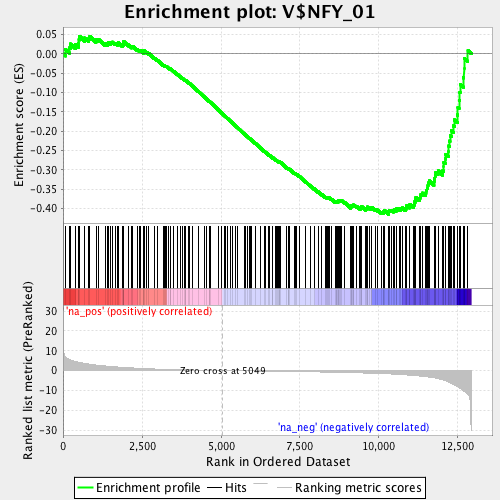 Enrichment plot: V$NFY_01
Enrichment score (ES)
0.05
0.00
-0.05
-0.10
-0.15
-0.20
-0.25
-0.30
-0.35
-0.40
'na_pos' (positively correlated)
Ranked list metric (PreRanked)
30
20
10
0
-10
-20
-30
Zero cross at 5049
'na_neg' (negatively correlated)
0
2,500
5,000
7,500
10,000
12,500
Rank in Ordered Dataset
Enrichment profile
Hits
Ranking metric scores